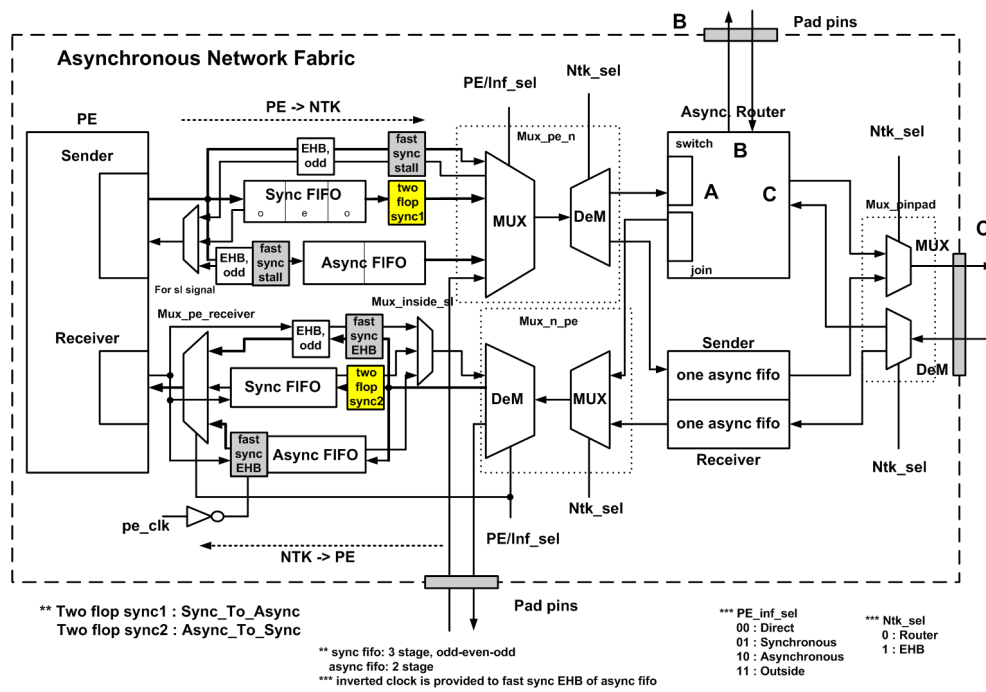 B
Pad pins
Asynchronous Network Fabric
PE/Inf_sel
Ntk_sel
PE -> NTK
Async. Router
PE
Mux_pe_n
Ntk_sel
Sender
EHB,
odd
fast
sync
stall
switch
B
Sync FIFO
o e o
two
flop
sync1
MUX
DeM
A
C
Mux_pinpad
MUX
C
EHB,
odd
fast
sync
stall
Async FIFO
join
For sl signal
Mux_inside_sl
Mux_pe_receiver
Mux_n_pe
Receiver
EHB,
odd
fast
sync
EHB
Sender
one async fifo
DeM
Sync FIFO
two
flop
sync2
DeM
MUX
one async fifo
Receiver
fast
sync
EHB
Async FIFO
Ntk_sel
Ntk_sel
pe_clk
PE/Inf_sel
NTK -> PE
Pad pins
** Two flop sync1 : Sync_To_Async
Two flop sync2 : Async_To_Sync
** sync fifo: 3 stage, odd-even-odd
async fifo: 2 stage
*** inverted clock is provided to fast sync EHB of async fifo
*** PE_inf_sel
00 : Direct
01 : Synchronous
10 : Asynchronous
11 : Outside
*** Ntk_sel
0 : Router
1 : EHB